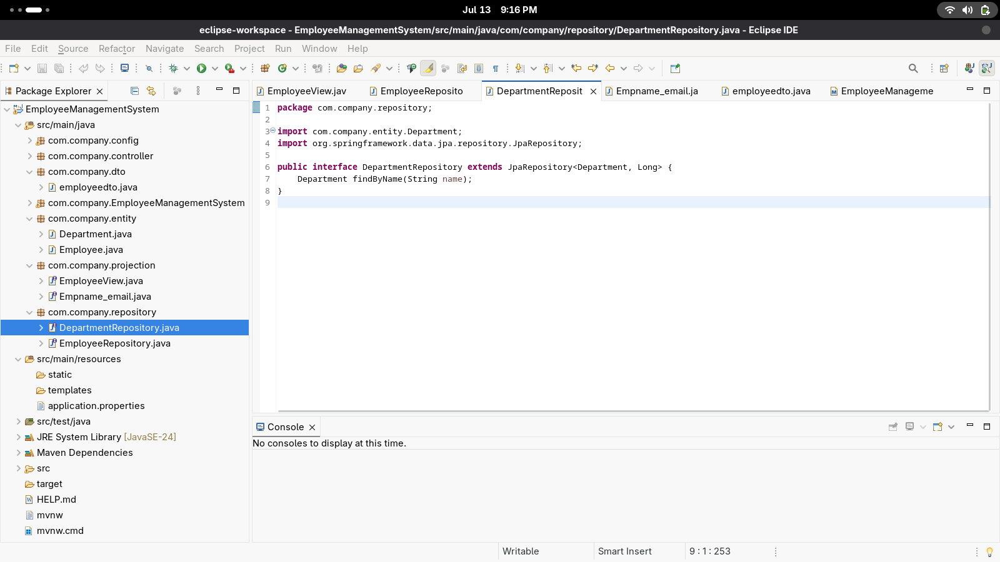 Jul 13 9:16 PM
eclipse-workspace - EmployeeManagementSystem/src/main/java/com/company/repository/DepartmentRepository.java - Eclipse IDE
File Edit Source Refactor Navigate Search Project Run Window Help
Package Explorer
EmployeeManagementSystem
src/main/java
com.company.config
com.company.controller
com.company.dto
employeedto.java
com.company.EmployeeManagementSystem
com.company.entity
Department.java
Employee.java
com.company.projection
EmployeeView.java
Empname_email.java
com.company.repository
DepartmentRepository.java
EmployeeRepository.java
src/main/resources
static
templates
application.properties
src/test/java
JRE System Library [JavaSE-24]
Maven Dependencies
src
target
HELP.md
mvnw
mvnw.cmd
EmployeeView.jav EmployeeReposito DepartmentReposit Empname_email.ja employeedto.java EmployeeManageme
1 package com.company.repository;
2
3 import com.company.entity.Department;
4 import org.springframework.data.jpa.repository.JpaRepository;
5
6 public interface DepartmentRepository extends JpaRepository<Department, Long> {
7 Department findByName(String name);
8 }
9
Console
No consoles to display at this time.
Writable Smart Insert 9 : 1 : 253